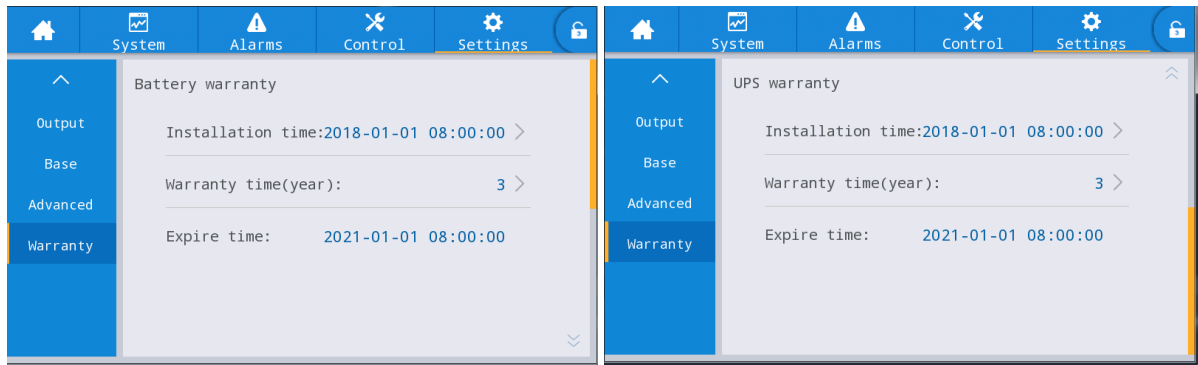 System Alarms Control Settings
Output
Base
Advanced
Warranty
Battery warranty
Installation time:2018-01-01 08:00:00
Warranty time(year): 3
Expire time: 2021-01-01 08:00:00
System Alarms Control Settings
Output
Base
Advanced
Warranty
UPS warranty
Installation time:2018-01-01 08:00:00
Warranty time(year): 3
Expire time: 2021-01-01 08:00:00